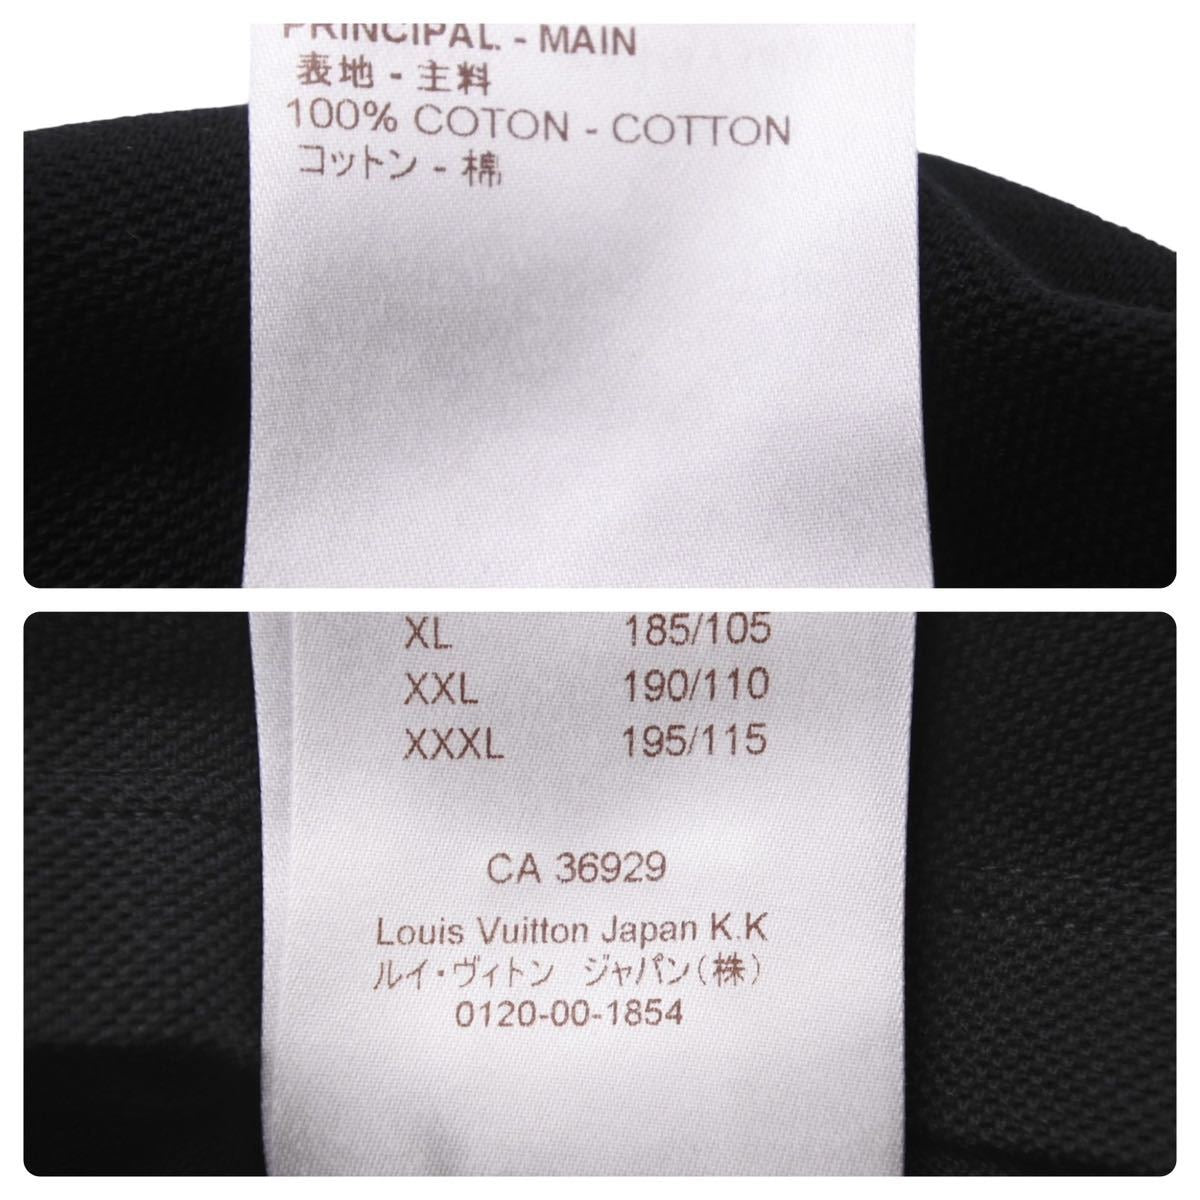 PRINCIPAL. - MAIN
表地 - 主料
100% COTON - COTTON
コットン - 棉
XL 185/105
XXL 190/110
XXXL 195/115
CA 36929
Louis Vuitton Japan K.K
ルイ・ヴィトン ジャパン(株)
0120-00-1854